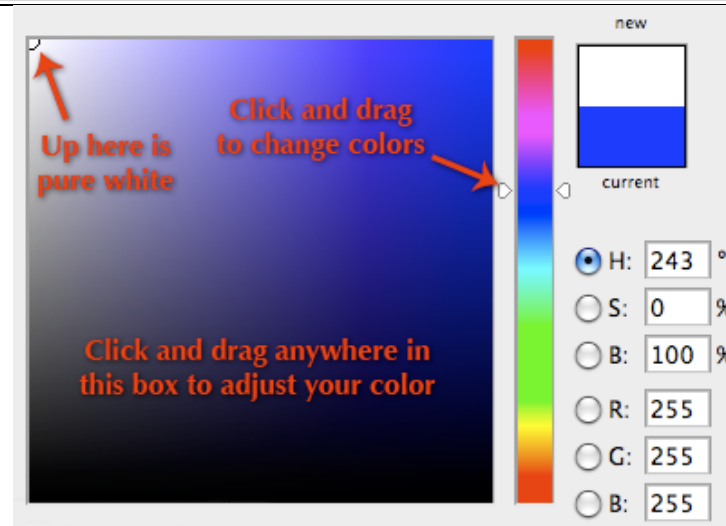 new
Click and drag
to change colors
Up here is
pure white
current
H: 243 °
S: 0 %
B: 100 %
Click and drag anywhere in
this box to adjust your color
R: 255
G: 255
B: 255